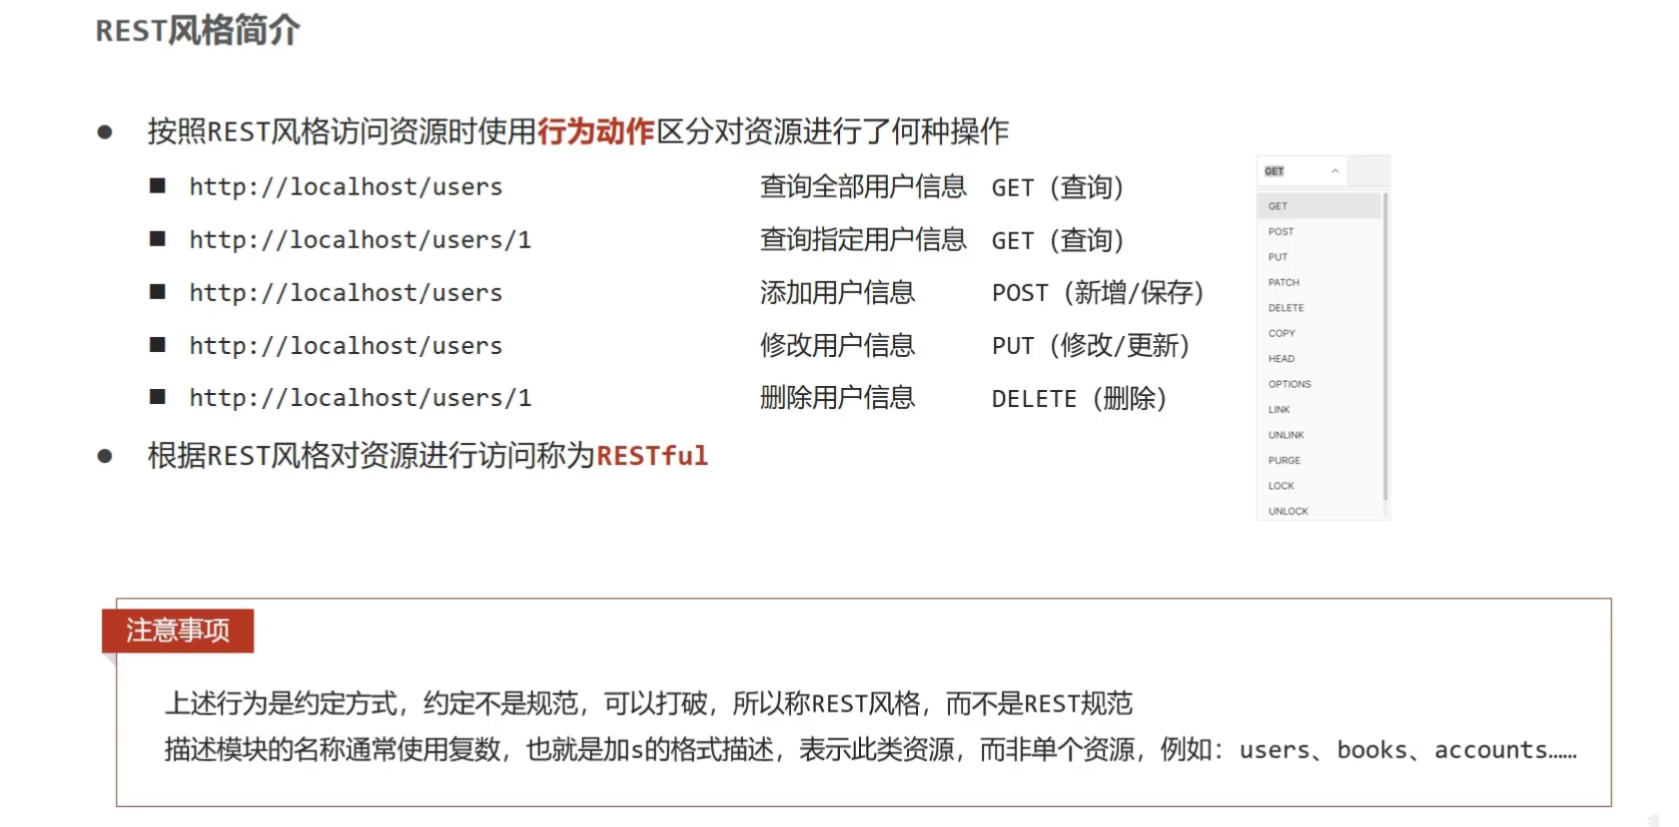 REST风格简介
● 按照REST风格访问资源时使用行为动作区分对资源进行了何种操作
■ http://localhost/users 查询全部用户信息 GET（查询）
■ http://localhost/users/1 查询指定用户信息 GET（查询）
■ http://localhost/users 添加用户信息 POST（新增/保存）
■ http://localhost/users 修改用户信息 PUT（修改/更新）
■ http://localhost/users/1 删除用户信息 DELETE（删除）
● 根据REST风格对资源进行访问称为RESTful
GET
GET
POST
PUT
PATCH
DELETE
COPY
HEAD
OPTIONS
LINK
UNLINK
PURGE
LOCK
UNLOCK
注意事项
上述行为是约定方式，约定不是规范，可以打破，所以称REST风格，而不是REST规范
描述模块的名称通常使用复数，也就是加s的格式描述，表示此类资源，而非单个资源，例如：users、books、accounts……